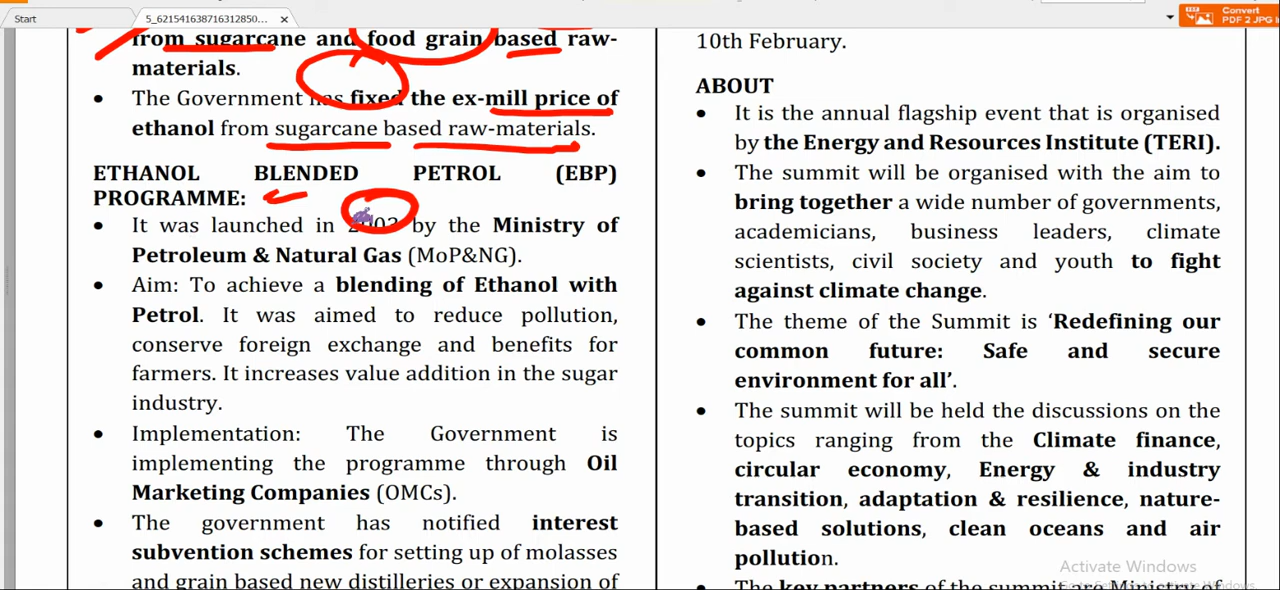 Start
5_621541638716312850...
Convert
PDF 2 JPG
from sugarcane and food grain based raw-
materials.
• The Government has fixed the ex-mill price of
ethanol from sugarcane based raw-materials.
ETHANOL BLENDED PETROL (EBP)
PROGRAMME:
• It was launched in 2003 by the Ministry of
Petroleum & Natural Gas (MoP&NG).
• Aim: To achieve a blending of Ethanol with
Petrol. It was aimed to reduce pollution,
conserve foreign exchange and benefits for
farmers. It increases value addition in the sugar
industry.
• Implementation: The Government is
implementing the programme through Oil
Marketing Companies (OMCs).
• The government has notified interest
subvention schemes for setting up of molasses
and grain based new distilleries or expansion of
10th February.
ABOUT
• It is the annual flagship event that is organised
by the Energy and Resources Institute (TERI).
• The summit will be organised with the aim to
bring together a wide number of governments,
academicians, business leaders, climate
scientists, civil society and youth to fight
against climate change.
• The theme of the Summit is ‘Redefining our
common future: Safe and secure
environment for all’.
• The summit will be held the discussions on the
topics ranging from the Climate finance,
circular economy, Energy & industry
transition, adaptation & resilience, nature-
based solutions, clean oceans and air
pollution.
• The key partners of the summit are Ministry of
Activate Windows